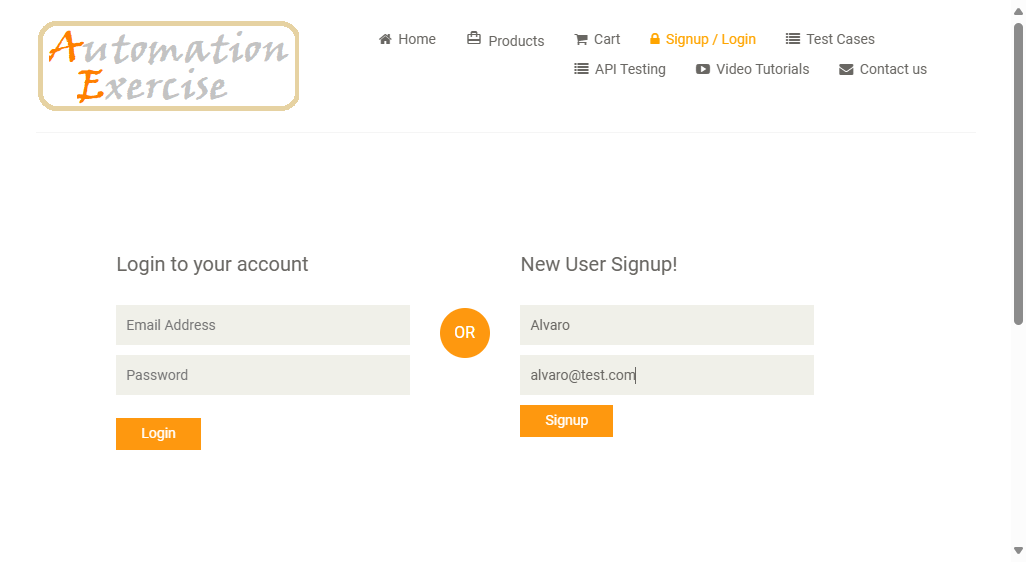 Automation
Exercise
Home
Products
Cart
Signup / Login
Test Cases
API Testing
Video Tutorials
Contact us
Login to your account
Email Address
Password
Login
OR
New User Signup!
Alvaro
alvaro@test.com
Signup